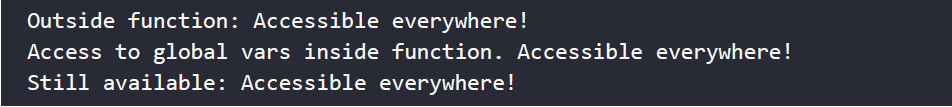 Outside function: Accessible everywhere!
Access to global vars inside function. Accessible everywhere!
Still available: Accessible everywhere!